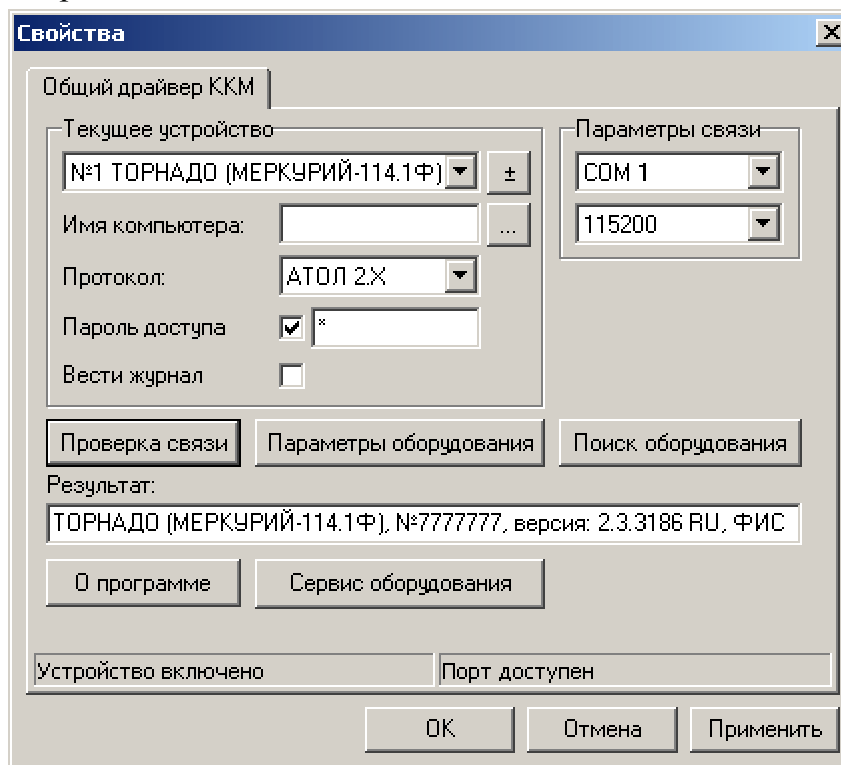 Свойства
Общий драйвер ККМ
Текущее устройство
Параметры связи
№1 ТОРНАДО (МЕРКУРИЙ-114.1Ф)
±
COM 1
Имя компьютера:
...
115200
Протокол:
АТОЛ 2.X
Пароль доступа
*
Вести журнал
Проверка связи
Параметры оборудования
Поиск оборудования
Результат:
ТОРНАДО (МЕРКУРИЙ-114.1Ф), №7777777, версия: 2.3.3186 RU, ФИС
О программе
Сервис оборудования
Устройство включено
Порт доступен
OK
Отмена
Применить